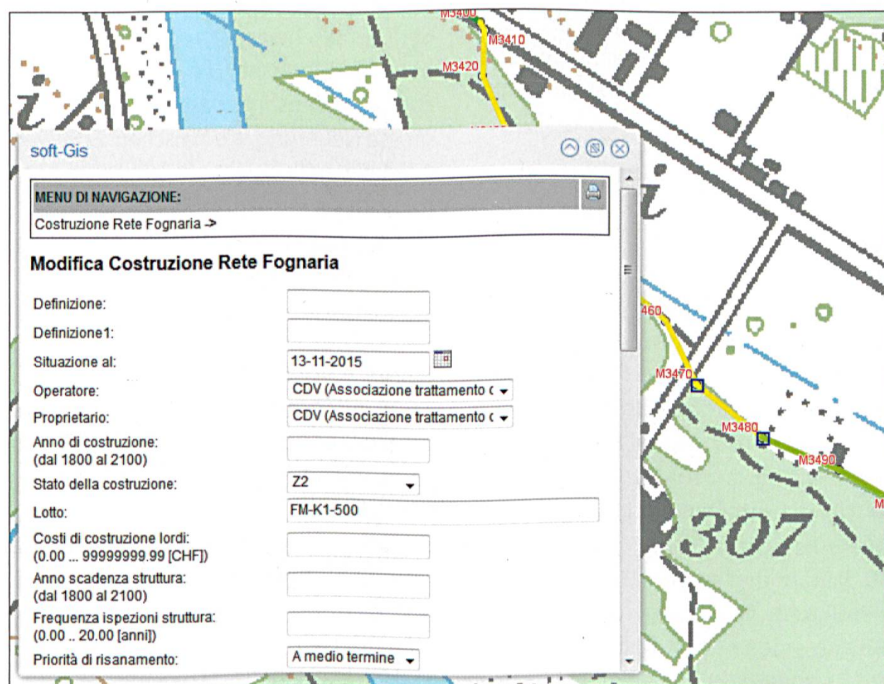 M3400
M3410
M3420
soft-Gis
MENU DI NAVIGAZIONE:
Costruzione Rete Fognaria ->
Modifica Costruzione Rete Fognaria
Definizione:
Definizione1:
Situazione al: 13-11-2015
Operatore: CDV (Associazione trattamento c
Proprietario: CDV (Associazione trattamento c
Anno di costruzione:
(dal 1800 al 2100)
Stato della costruzione: Z2
Lotto: FM-K1-500
Costi di costruzione lordi:
(0.00 ... 99999999.99 [CHF])
Anno scadenza struttura:
(dal 1800 al 2100)
Frequenza ispezioni struttura:
(0.00 .. 20.00 [anni])
Priorità di risanamento: A medio termine
i
i
460
M3470
M3480
M3490
M
307